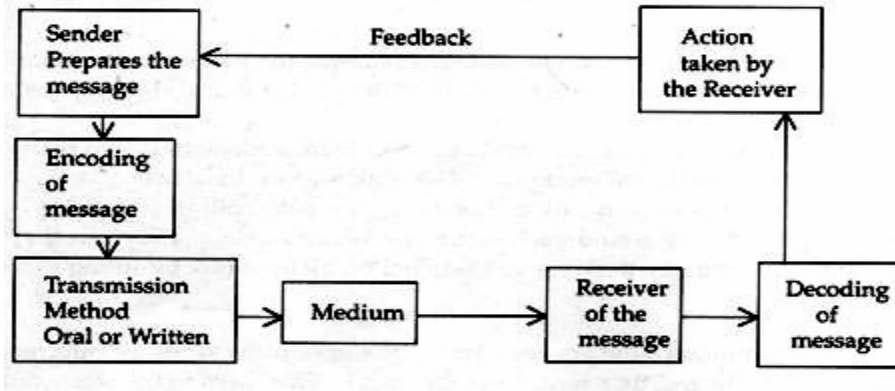 Sender
Prepares the
message
Feedback
Action
taken by
the Receiver
Encoding
of
message
Transmission
Method
Oral or Written
Medium
Receiver
of the
message
Decoding
of
message